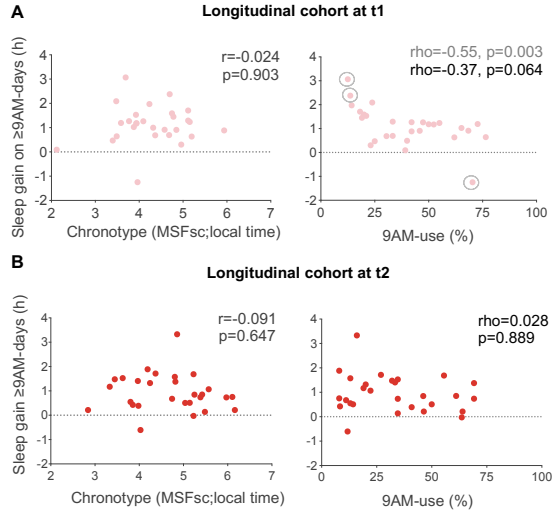 A
Longitudinal cohort at t1
Sleep gain on ≥9AM-days (h)
4
3
2
1
0
-1
-2
r=-0.024
p=0.903
2 3 4 5 6 7
Chronotype (MSFsc;local time)
4
3
2
1
0
-1
-2
rho=-0.55, p=0.003
rho=-0.37, p=0.064
0 25 50 75 100
9AM-use (%)
B
Longitudinal cohort at t2
Sleep gain ≥9AM-days (h)
4
3
2
1
0
-1
2
r=-0.091
p=0.647
2 3 4 5 6 7
Chronotype (MSFsc;local time)
4
3
2
1
0
-1
-2
rho=0.028
p=0.889
0 25 50 75 100
9AM-use (%)